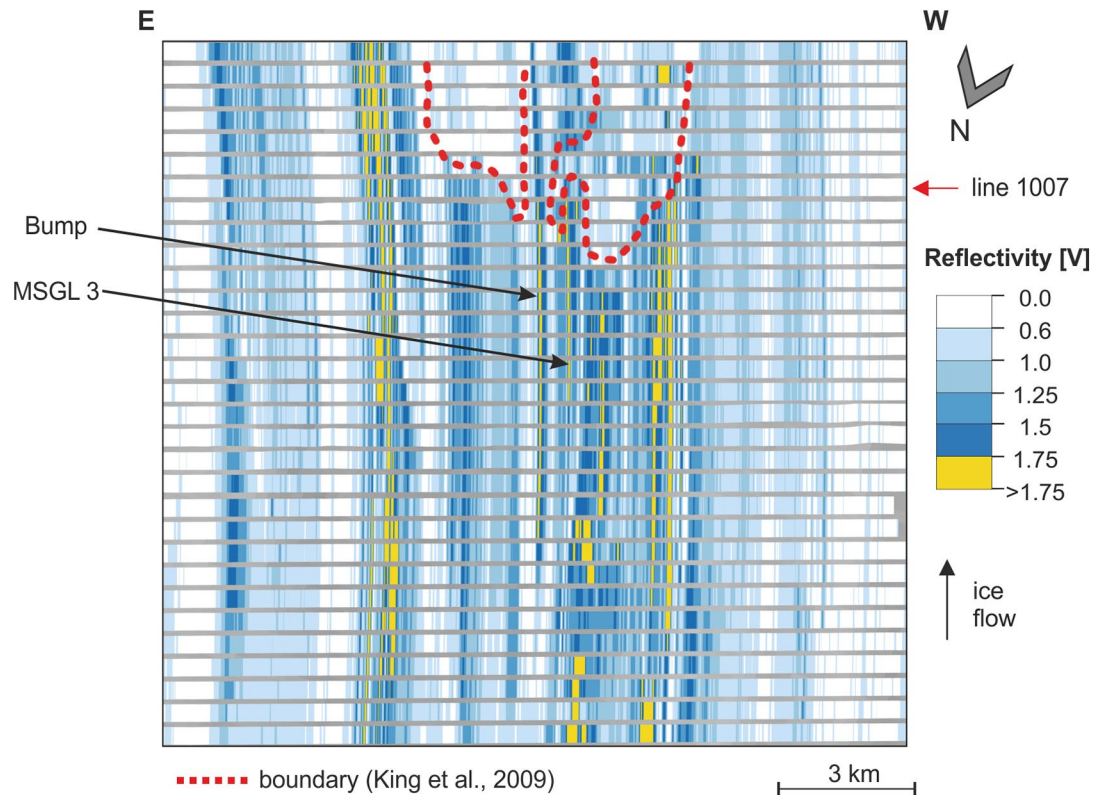 E
W
N
line 1007
Bump
MSGL 3
Reflectivity [V]
0.0
0.6
1.0
1.25
1.5
1.75
>1.75
ice
flow
boundary (King et al., 2009)
3 km